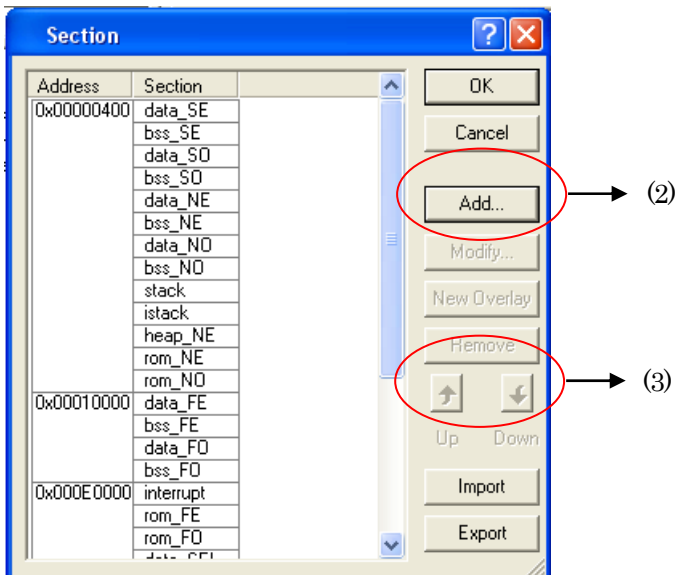 Section
Address Section
0x00000400 data_SE
bss_SE
data_SO
bss_SO
data_NE
bss_NE
data_NO
bss_NO
stack
istack
heap_NE
rom_NE
rom_NO
0x00010000 data_FE
bss_FE
data_FO
bss_FO
0x000E0000 interrupt
rom_FE
rom_FO
OK
Cancel
Add...
(2)
Modify...
New Overlay
Remove
(3)
Up Down
Import
Export